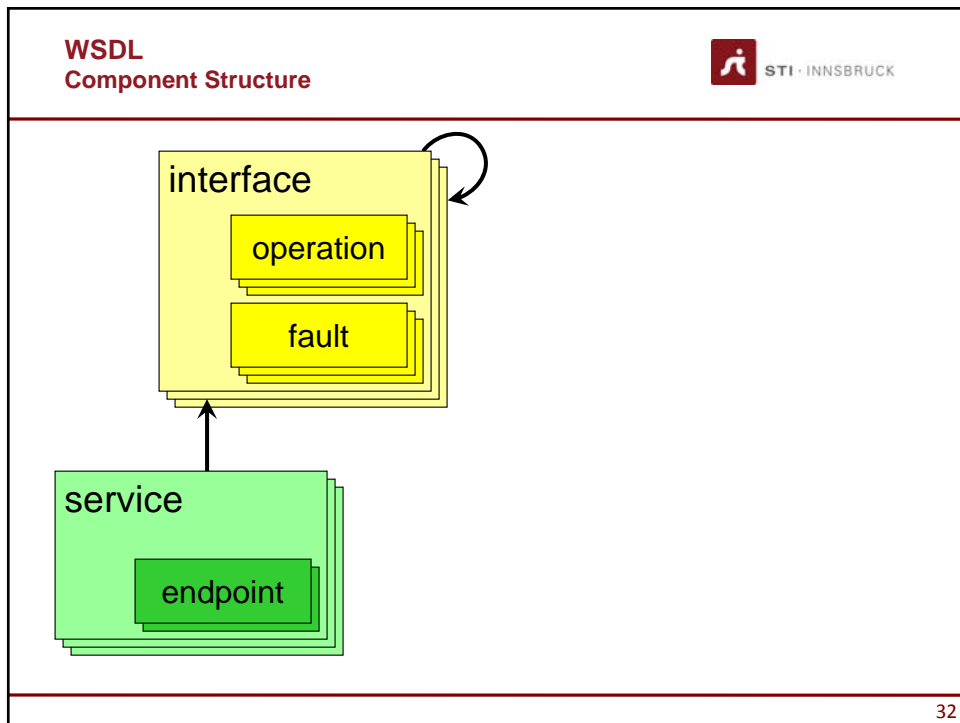 WSDL
Component Structure
STI · INNSBRUCK
interface
operation
fault
service
endpoint
32